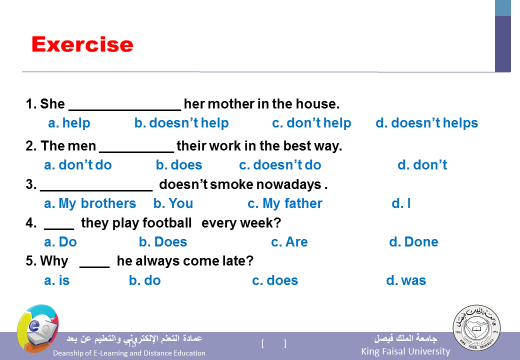 Exercise
1. She ________________ her mother in the house.
a. help b. doesn’t help c. don’t help d. doesn’t helps
2. The men __________ their work in the best way.
a. don’t do b. does c. doesn’t do d. don’t
3. ________________ doesn’t smoke nowadays .
a. My brothers b. You c. My father d. I
4. ____ they play football every week?
a. Do b. Does c. Are d. Done
5. Why ____ he always come late?
a. is b. do c. does d. was
عمادة التعلم الإلكتروني والتعليم عن بعد
Deanship of E-Learning and Distance Education
[ ]
جامعة الملك فيصل
King Faisal University